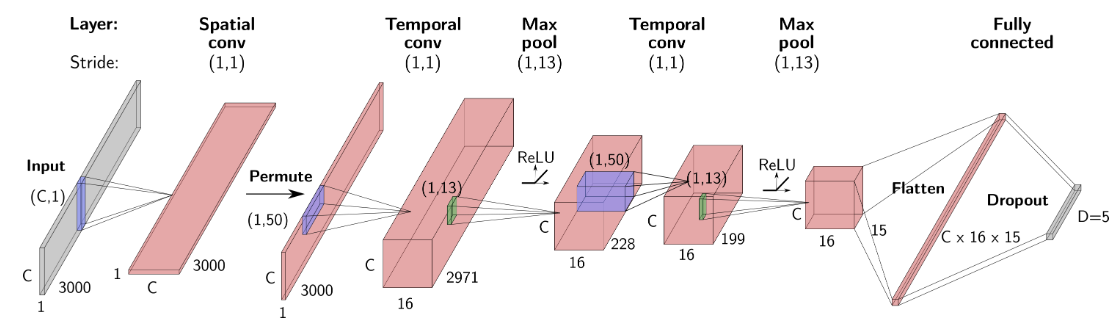 Layer: Spatial conv Temporal conv Max pool Temporal conv Max pool Fully connected
Stride: (1,1) (1,1) (1,13) (1,1) (1,13)
Input
(C,1)
C
1
3000
1
C
3000
Permute
(1,50)
C
1
3000
(1,13)
C
16
2971
ReLU
(1,50)
C
16
228
(1,13)
C
16
199
ReLU
C
16
15
Flatten
C x 16 x 15
Dropout
D=5